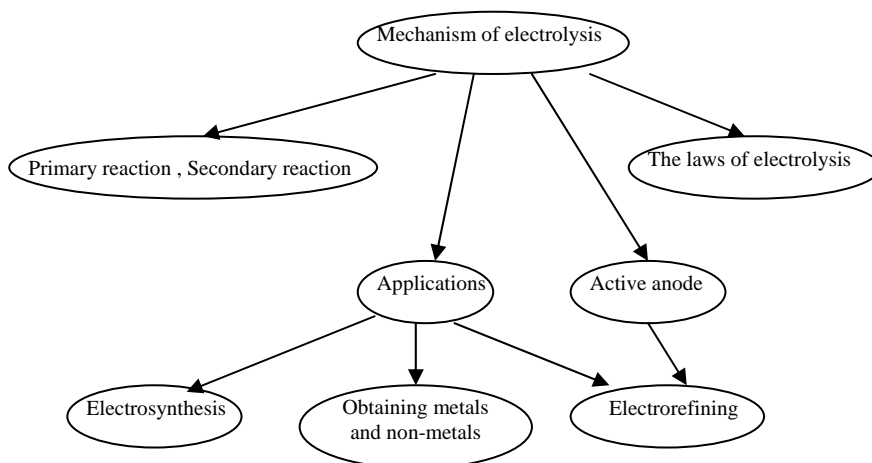 Mechanism of electrolysis
Primary reaction , Secondary reaction
The laws of electrolysis
Applications
Active anode
Electrosynthesis
Obtaining metals
and non-metals
Electrorefining